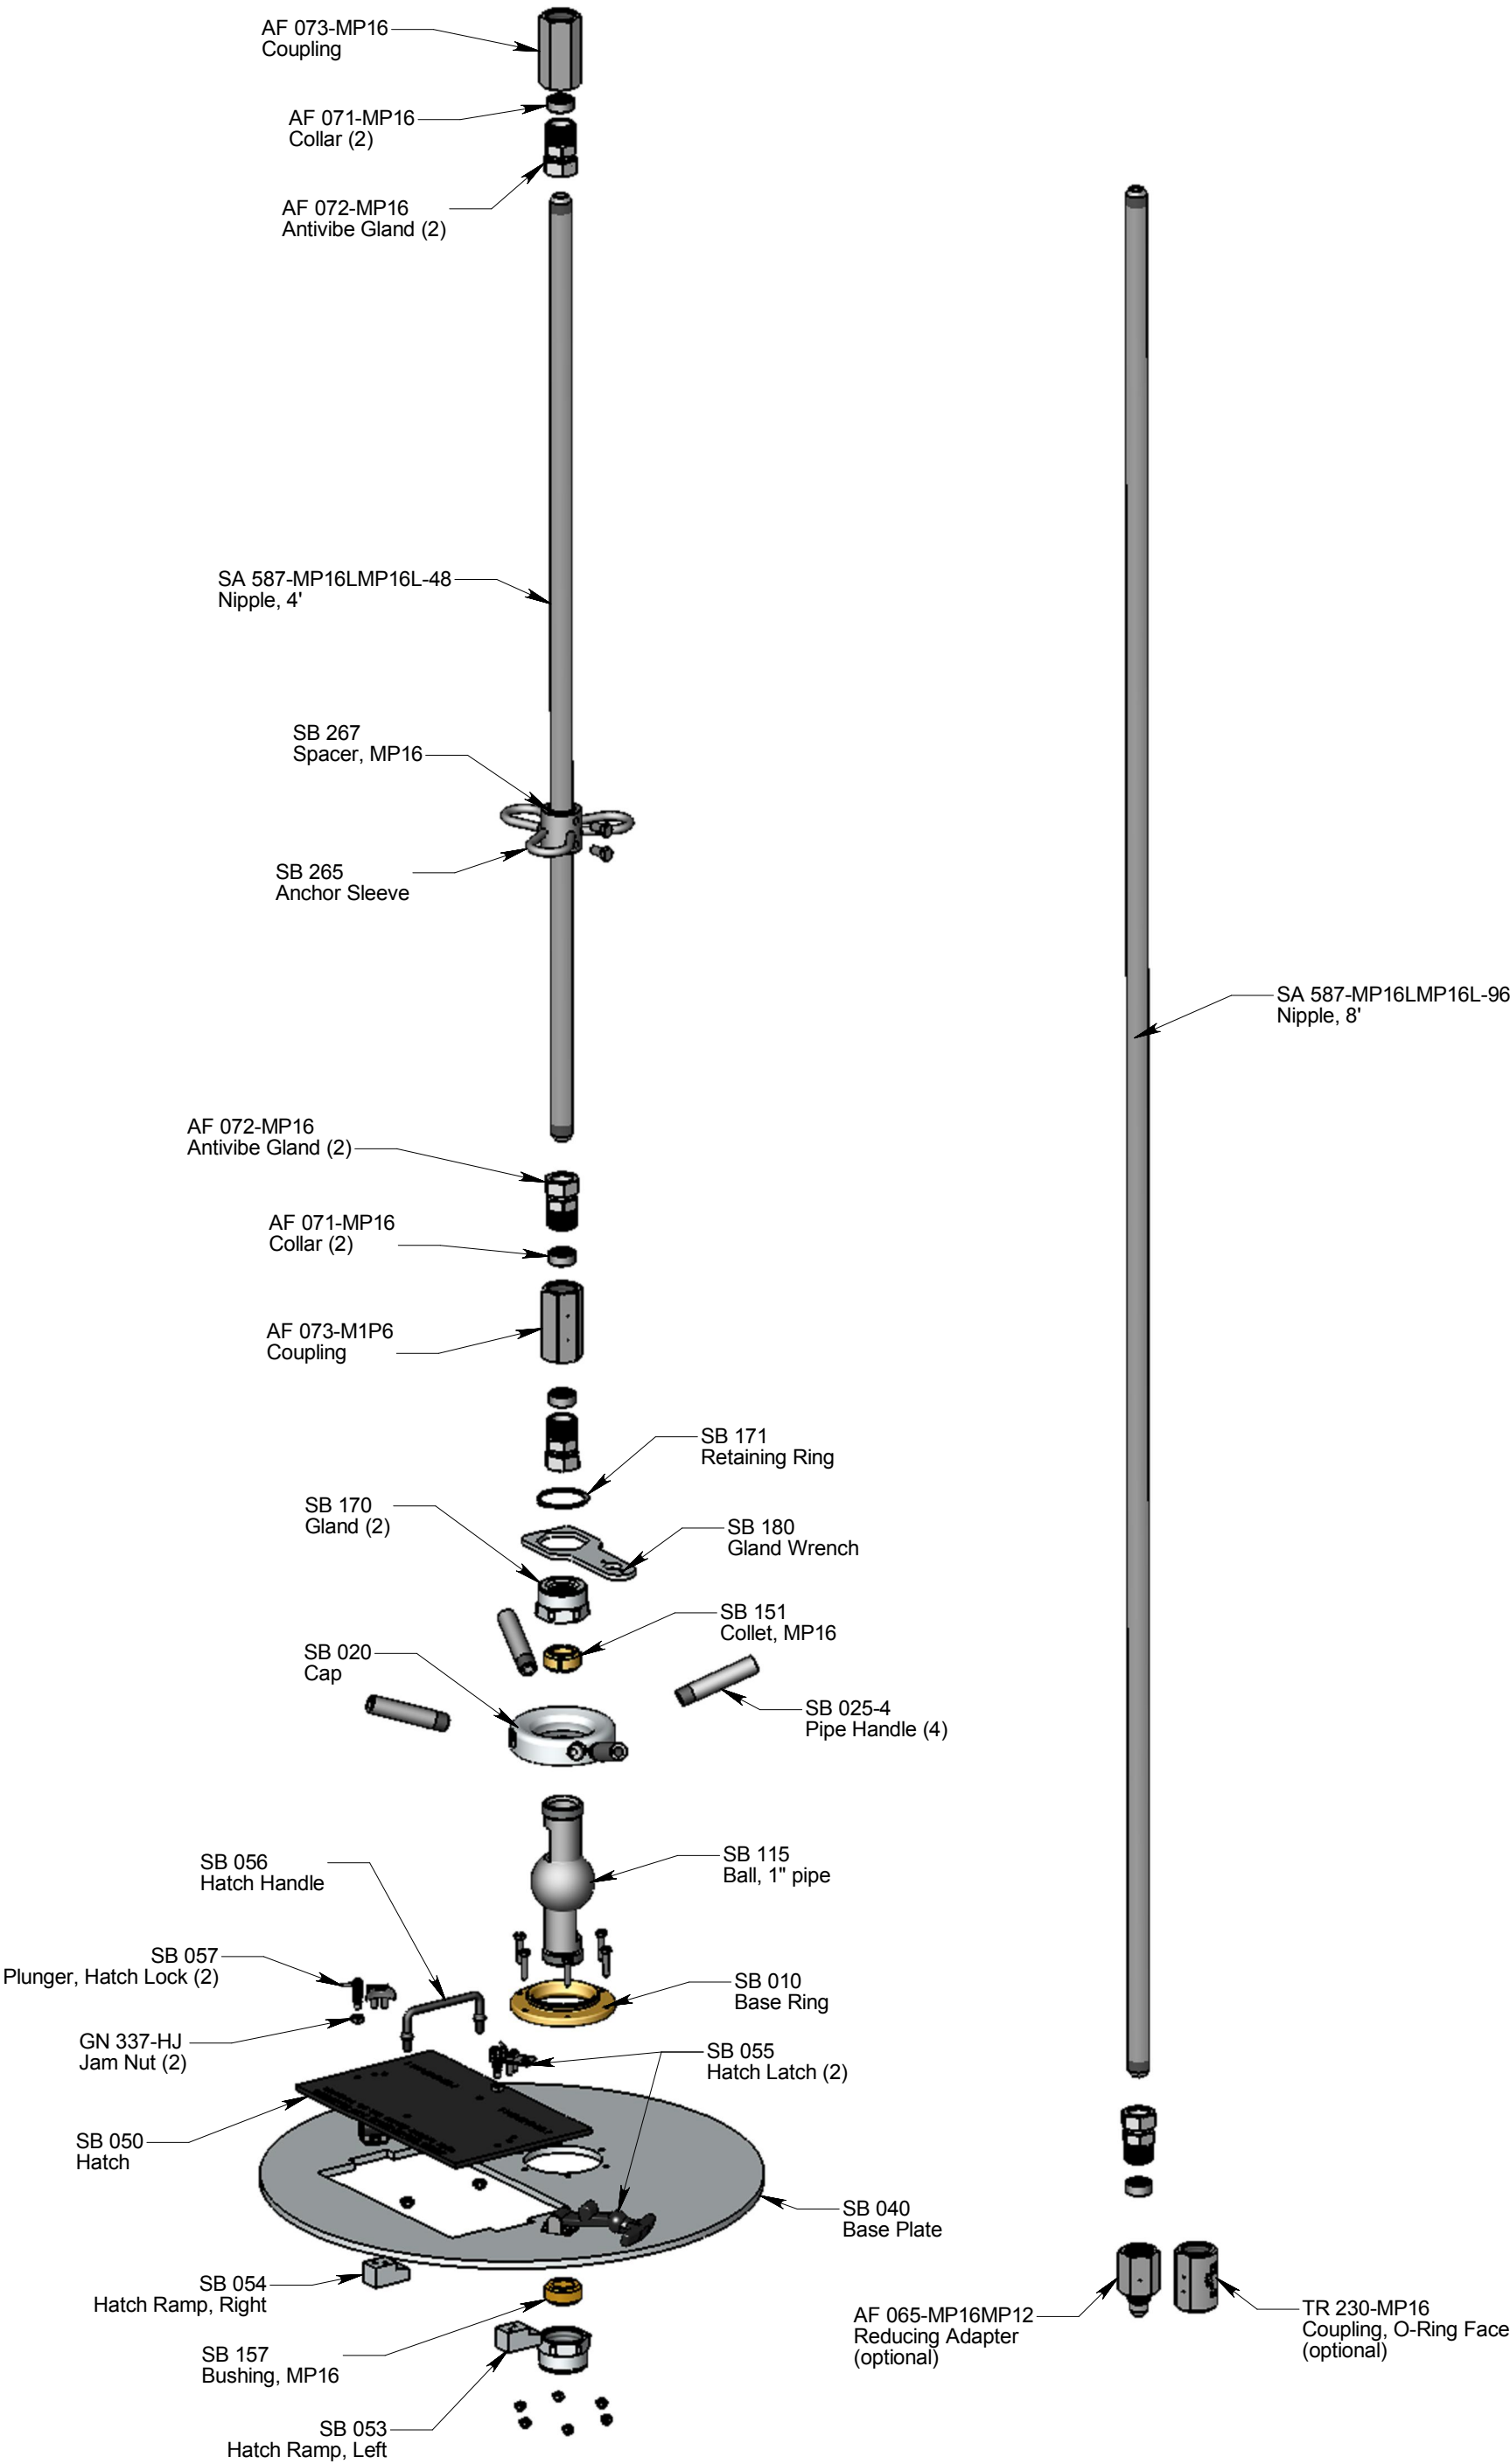 AF 073-MP16
Coupling
AF 071-MP16
Collar (2)
AF 072-MP16
Antivibe Gland (2)
SA 587-MP16LMP16L-48
Nipple, 4'
SB 267
Spacer, MP16
SB 265
Anchor Sleeve
SA 587-MP16LMP16L-96
Nipple, 8'
AF 072-MP16
Antivibe Gland (2)
AF 071-MP16
Collar (2)
AF 073-M1P6
Coupling
SB 171
Retaining Ring
SB 170
Gland (2)
SB 180
Gland Wrench
SB 151
Collet, MP16
SB 020
Cap
SB 025-4
Pipe Handle (4)
SB 115
Ball, 1" pipe
SB 056
Hatch Handle
SB 057
Plunger, Hatch Lock (2)
SB 010
Base Ring
GN 337-HJ
Jam Nut (2)
SB 055
Hatch Latch (2)
SB 050
Hatch
SB 040
Base Plate
SB 054
Hatch Ramp, Right
SB 157
Bushing, MP16
SB 053
Hatch Ramp, Left
AF 065-MP16MP12
Reducing Adapter
(optional)
TR 230-MP16
Coupling, O-Ring Face
(optional)